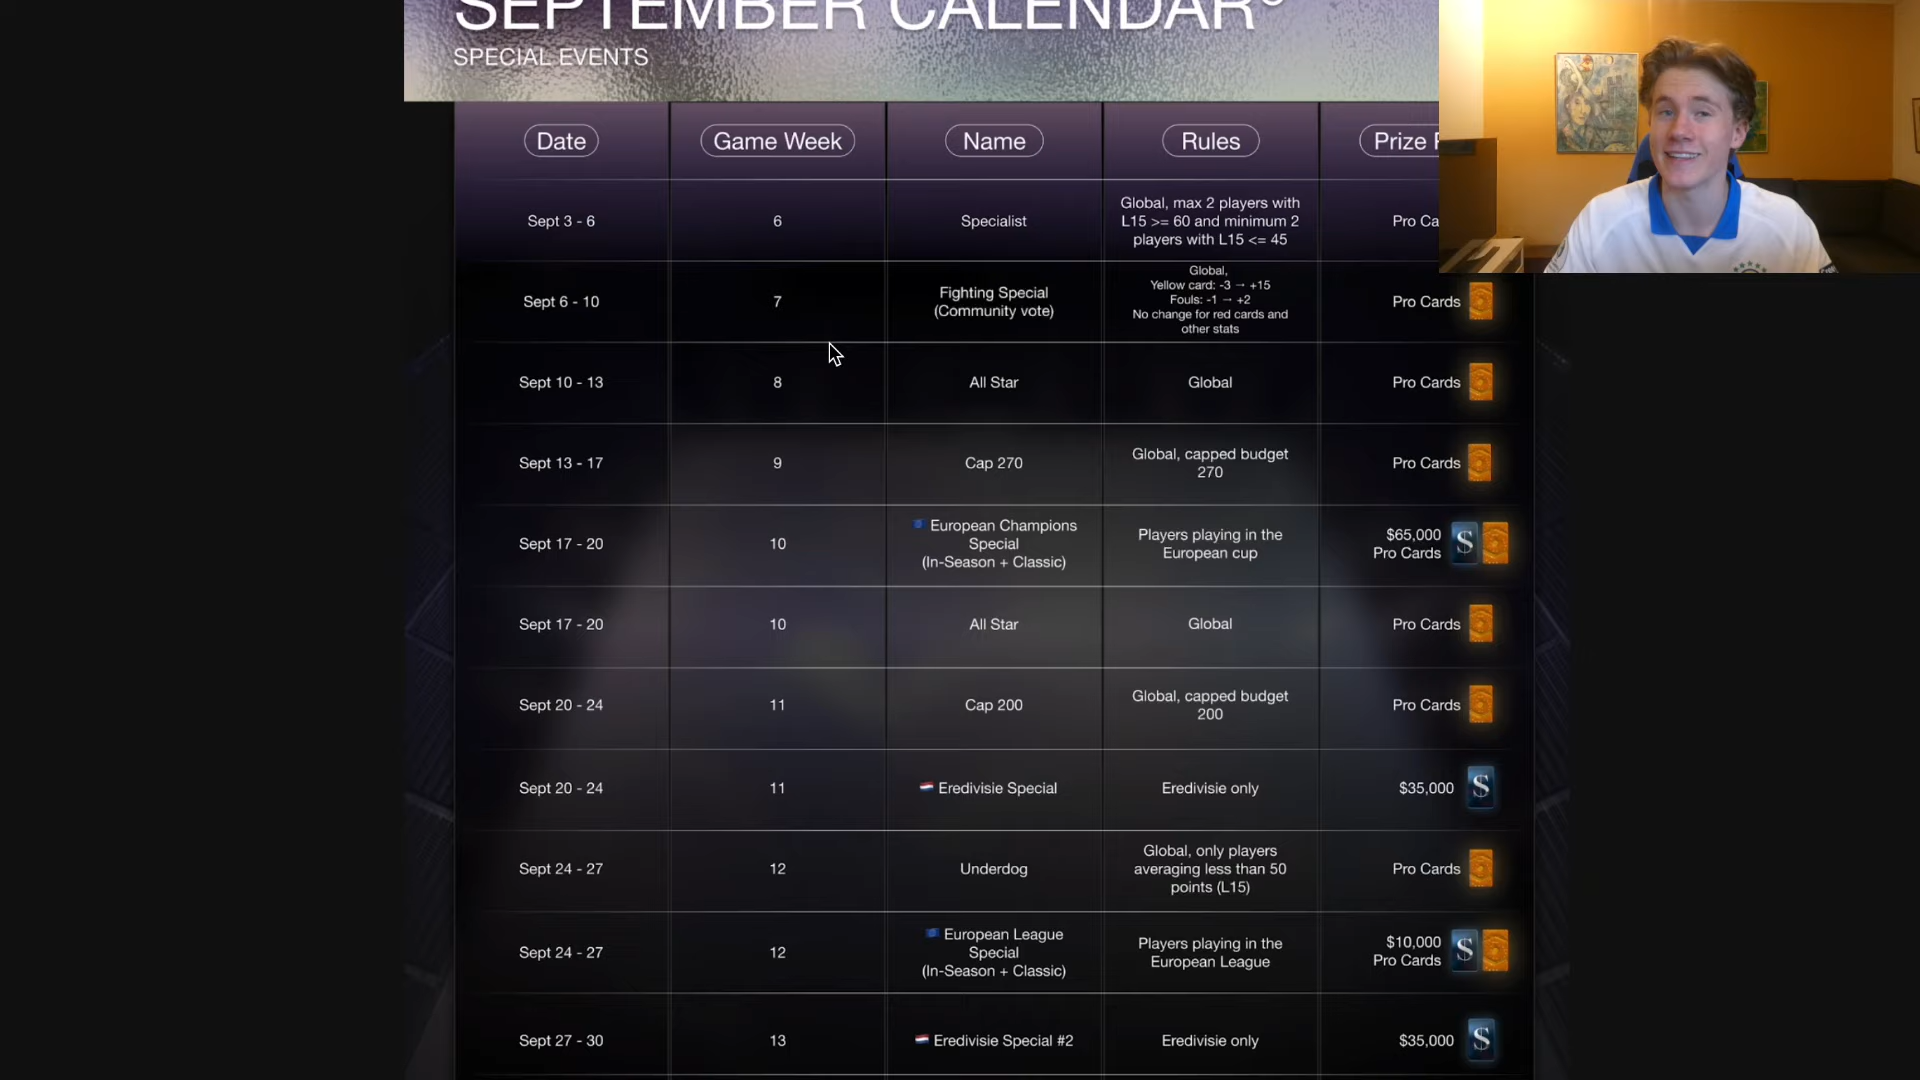 SEPTEMBER CALENDAR
SPECIAL EVENTS
Date
Game Week
Name
Rules
Prize
Sept 3 - 6
6
Specialist
Global, max 2 players with
L15 >= 60 and minimum 2
players with L15 <= 45
Pro Ca
Sept 6 - 10
7
Fighting Special
(Community vote)
Global,
Yellow card: -3 → +15
Fouls: -1 → +2
No change for red cards and
other stats
Pro Cards
Sept 10 - 13
8
All Star
Global
Pro Cards
Sept 13 - 17
9
Cap 270
Global, capped budget
270
Pro Cards
Sept 17 - 20
10
European Champions
Special
(In-Season + Classic)
Players playing in the
European cup
$65,000
Pro Cards
$
Sept 17 - 20
10
All Star
Global
Pro Cards
Sept 20 - 24
11
Cap 200
Global, capped budget
200
Pro Cards
Sept 20 - 24
11
Eredivisie Special
Eredivisie only
$35,000
$
Sept 24 - 27
12
Underdog
Global, only players
averaging less than 50
points (L15)
Pro Cards
Sept 24 - 27
12
European League
Special
(In-Season + Classic)
Players playing in the
European League
$10,000
Pro Cards
$
Sept 27 - 30
13
Eredivisie Special #2
Eredivisie only
$35,000
$